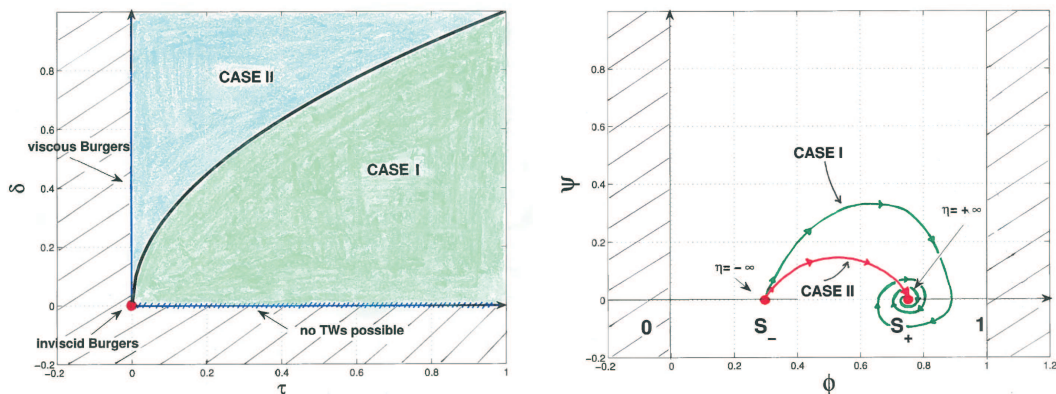 0.8
0.6
0.4
0.2
0
-0.2
-0.2
0
0.2
0.4
0.6
0.8
1
δ
τ
CASE II
CASE I
viscous Burgers
inviscid Burgers
no TWs possible
0.8
0.6
0.4
0.2
0
-0.2
-0.2
0
0.2
0.4
0.6
0.8
1
1.2
Ψ
ϕ
CASE I
η= +∞
η= -∞
CASE II
0
S-
S+
1